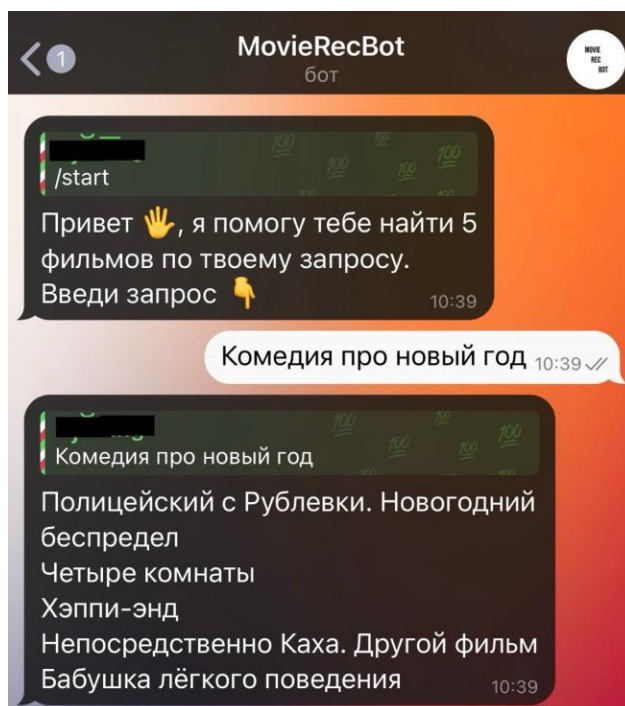 1
MovieRecBot
бот
MOVIE
REC
BOT
/start
Привет 🖐, я помогу тебе найти 5
фильмов по твоему запросу.
Введи запрос 👇
10:39
Комедия про новый год
10:39
Комедия про новый год
Полицейский с Рублевки. Новогодний
беспредел
Четыре комнаты
Хэппи-энд
Непосредственно Каха. Другой фильм
Бабушка лёгкого поведения
10:39